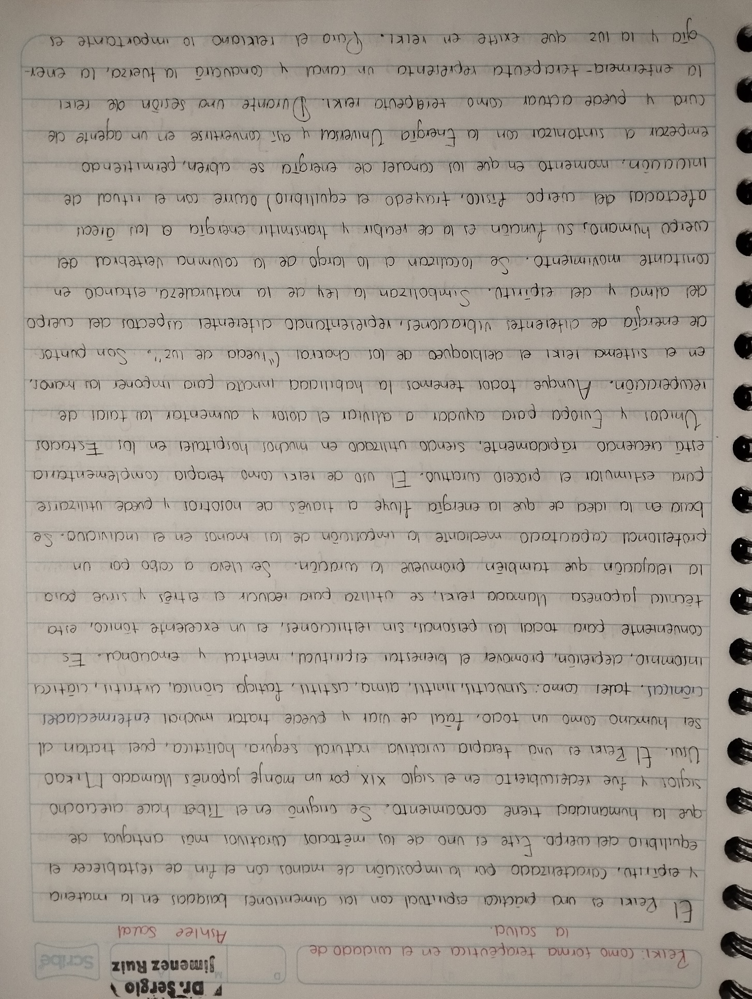 Dr. Sergio
Jimenez Ruiz
D M A
Scribe
Reiki: como forma terapéutica en el cuidado de
la salud.
Ashlee Saral
El Reiki es una práctica espiritual con las dimensiones basadas en la materia
y espíritu, caracterizado por la imposición de manos con el fin de restablecer el
equilibrio del cuerpo. Este es uno de los métodos curativos más antiguos de
que la humanidad tiene conocimiento. Se originó en el Tíbet hace dieciocho
siglos y fue redescubierto en el siglo XIX por un monje japonés llamado Mikao
Usui. El Reiki es una terapia curativa natural segura, holística, pues tratan al
ser humano como un todo, fácil de usar y puede tratar muchas enfermedades
crónicas, tales como: sinucitis, rinitis, asma, cistitis, fatiga crónica, artritis, ciática
insomnio, depresión, promover el bienestar espiritual, mental y emocional. Es
conveniente para todas las personas, sin restricciones, es un excelente tónico, esta
técnica japonesa llamada reiki, se utiliza para reducir el estrés y sirve para
la relajación que también promueve la curación. Se lleva a cabo por un
profesional capacitado mediante la imposición de las manos en el individuo. Se
basa en la idea de que la energía fluye a través de nosotros y puede utilizarse
para estimular el proceso curativo. El uso de reiki como terapia complementaria
está creciendo rápidamente, siendo utilizado en muchos hospitales en los Estados
Unidos y Europa para ayudar a aliviar el dolor y aumentar las tasas de
recuperación. Aunque todos tenemos la habilidad innata para imponer las manos,
en el sistema reiki el desbloqueo de los chakras ("rueda de luz". Son puntos
de energía de diferentes vibraciones, representando diferentes aspectos del cuerpo
del alma y del espíritu. Simbolizan la ley de la naturaleza, estando en
constante movimiento. Se localizan a lo largo de la columna vertebral del
cuerpo humano; su función es la de recibir y transmitir energía a las áreas
afectadas del cuerpo físico, trayedo el equilibrio) ocurre con el ritual de
iniciación, momento en que los canales de energía se abren, permitiendo
empezar a sintonizar con la Energía Universal y así convertirse en un agente de
cura y puede actuar como terapeuta reiki. Durante una sesión de reiki
la enfermera-terapeuta representa un canal y conducirá la fuerza, la ener-
gía y la luz que existe en reiki. Para el reikiano lo importante es